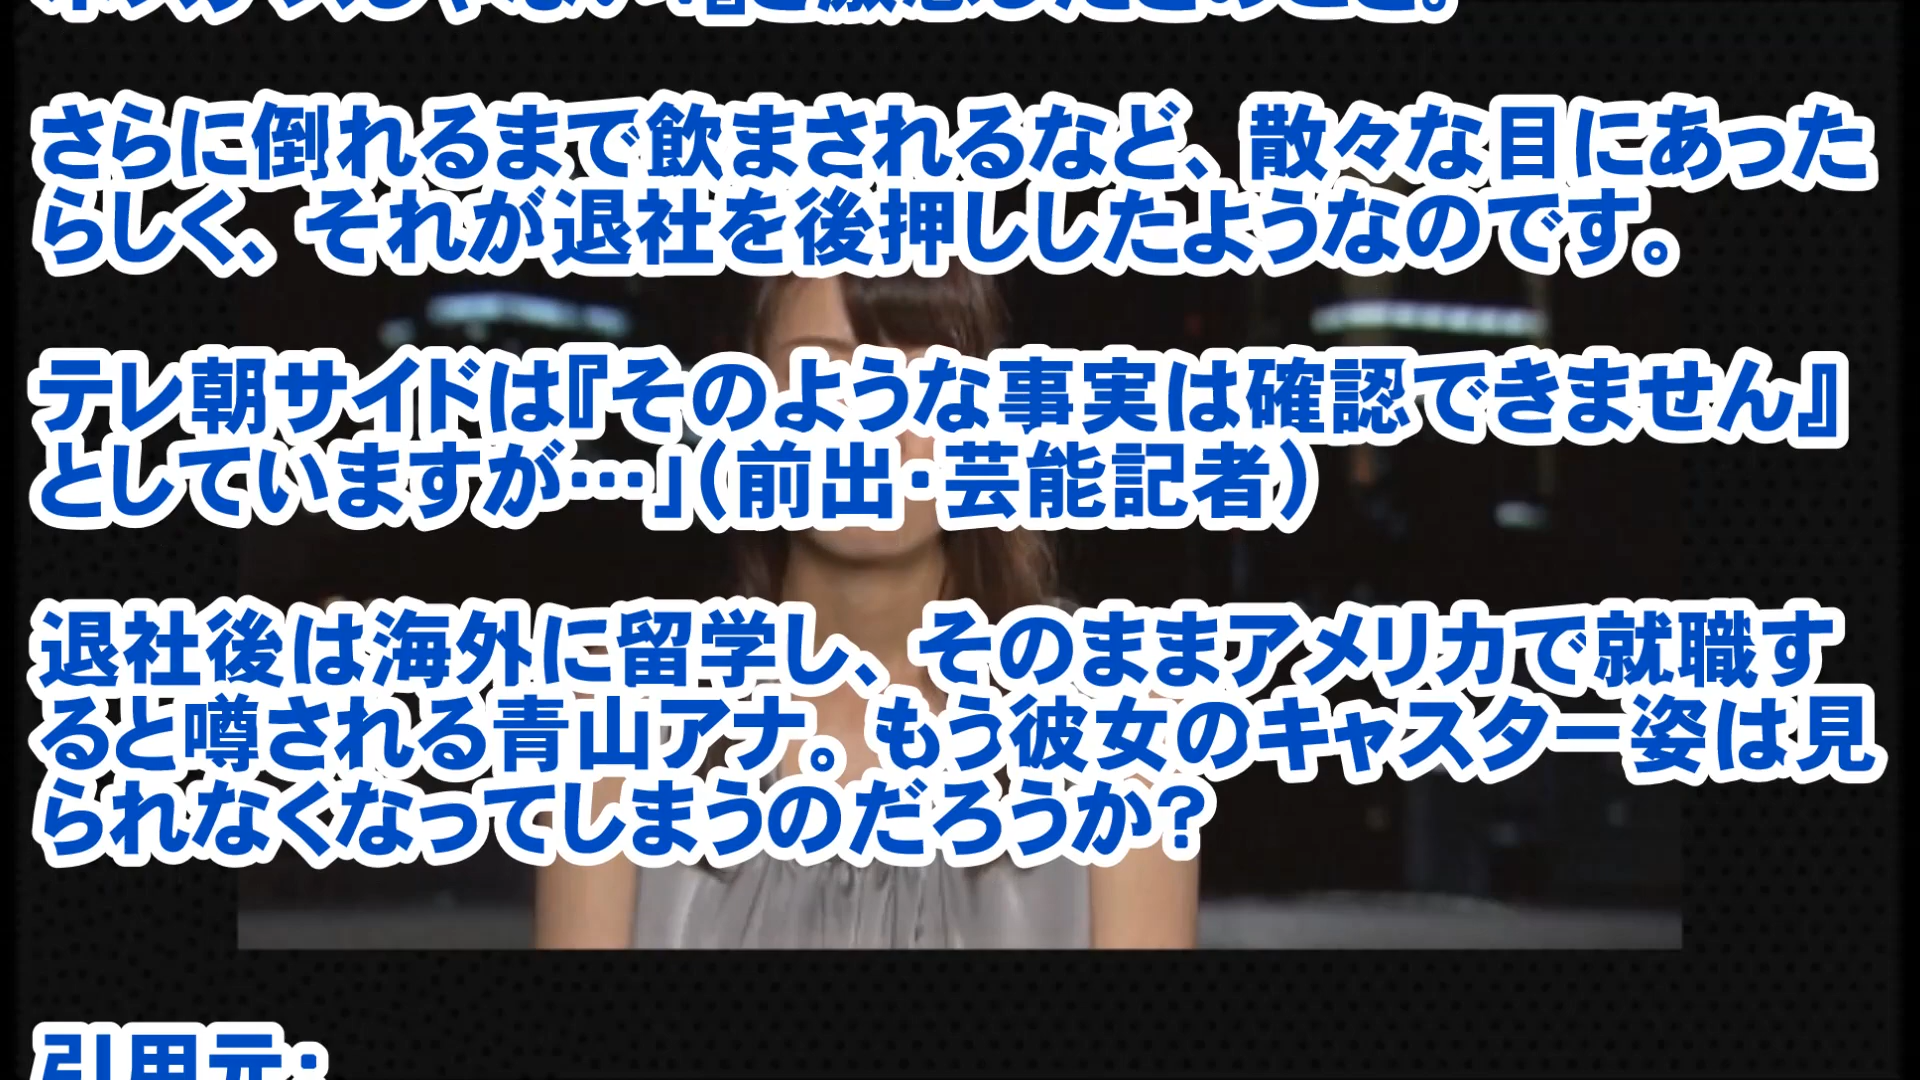 さらに倒れるまで飲まされるなど、散々な目にあった
らしく、それが退社を後押ししたようなのです。
テレ朝サイドは『そのような事実は確認できません』
としていますが…」（前出・芸能記者）
退社後は海外に留学し、そのままアメリカで就職す
ると噂される青山アナ。もう彼女のキャスター姿は見
られなくなってしまうのだろうか？
引用元：